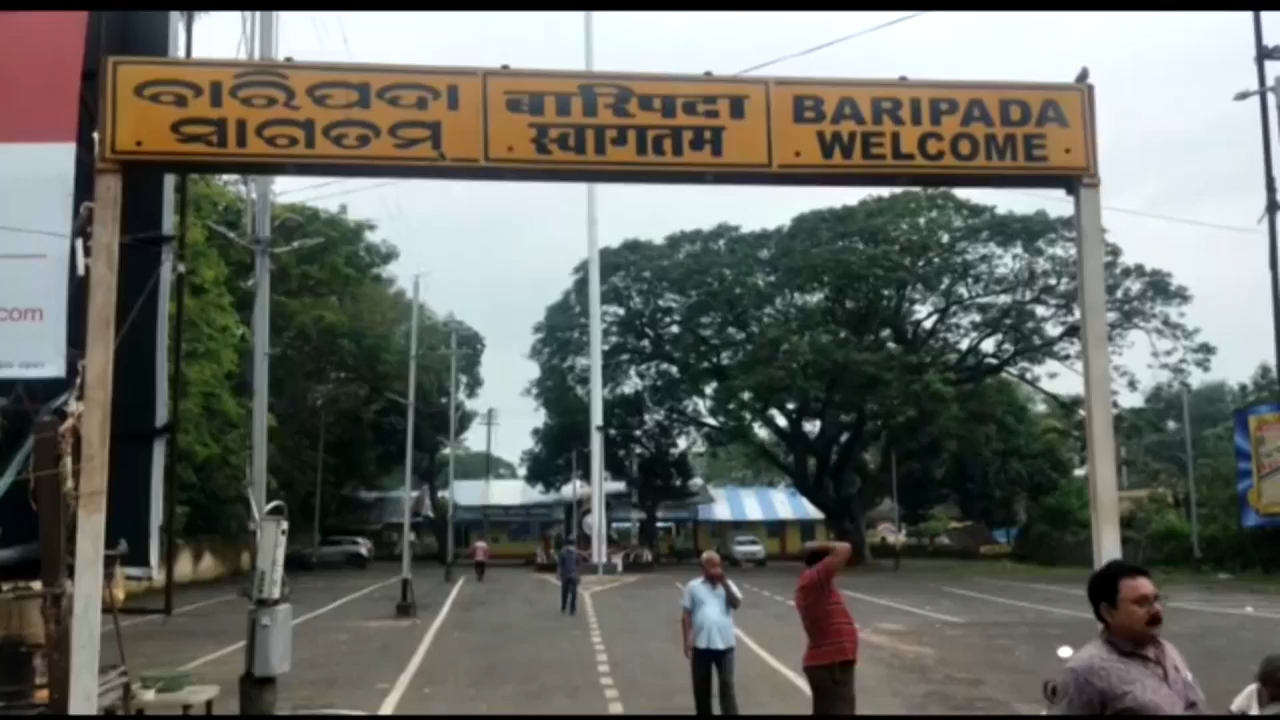 ବାରିପଦା
ସ୍ୱାଗତମ୍
बारिपदा
स्वागतम
BARIPADA
WELCOME
com